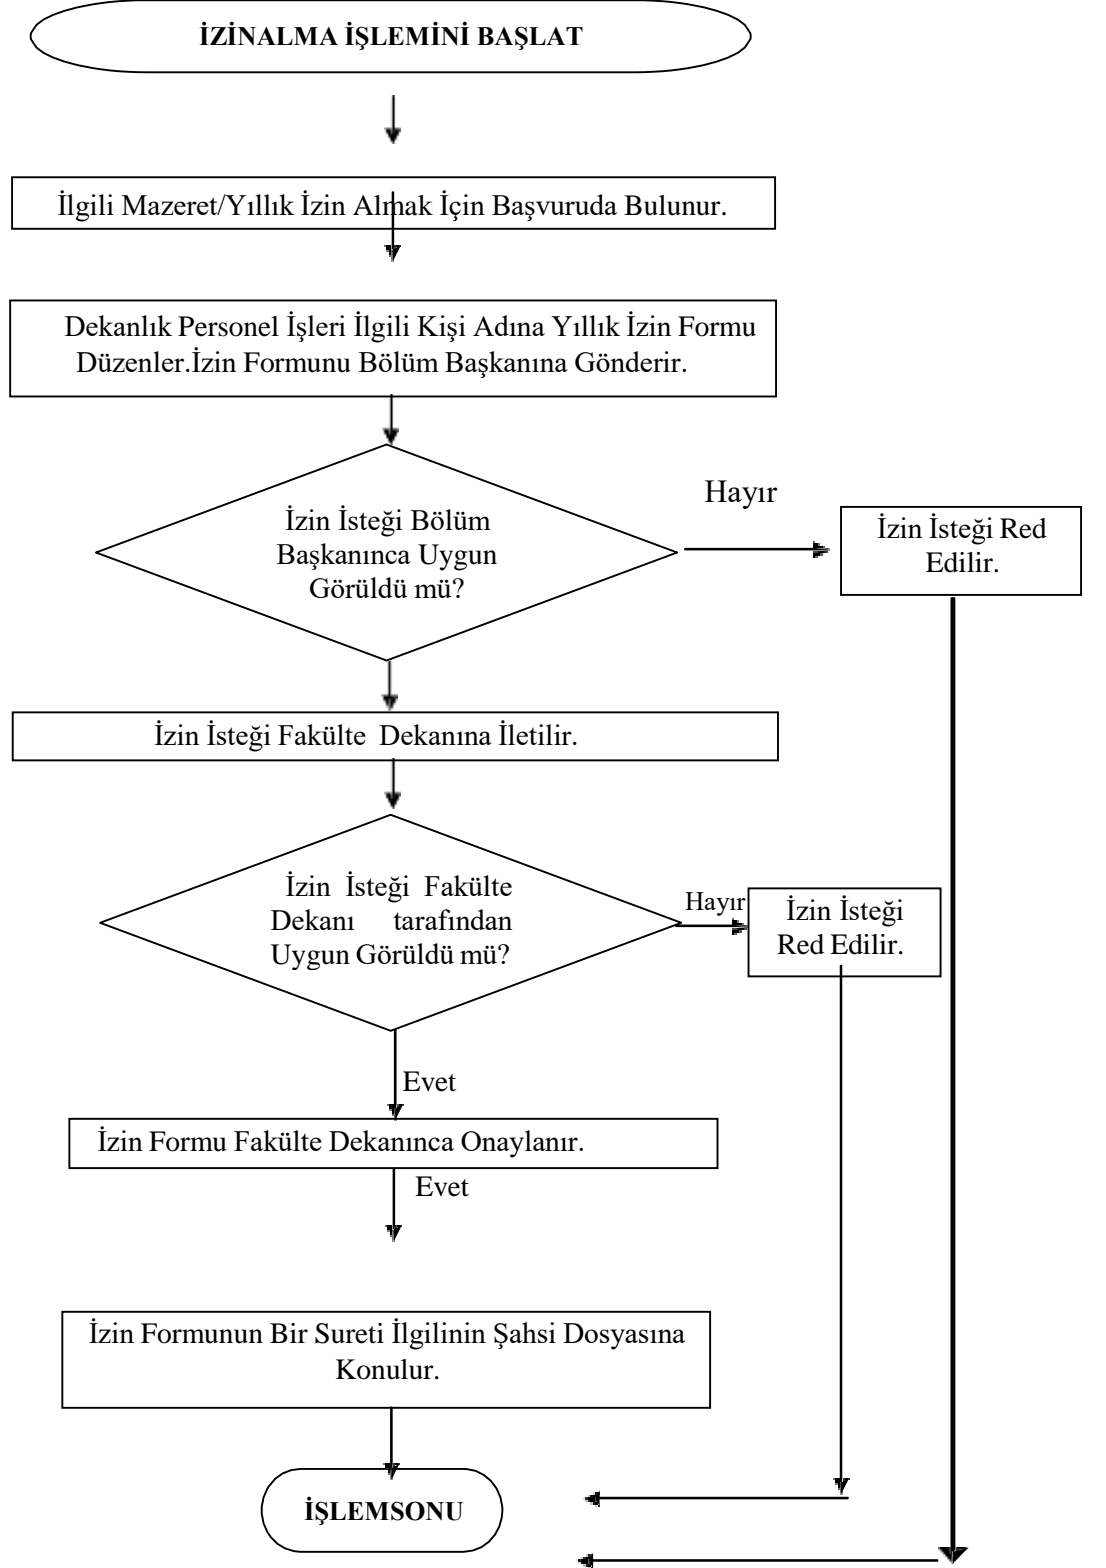 İZİNALMA İŞLEMİNİ BAŞLAT
İlgili Mazeret/Yıllık İzin Almak İçin Başvuruda Bulunur.
Dekanlık Personel İşleri İlgili Kişi Adına Yıllık İzin Formu
Düzenler.İzin Formunu Bölüm Başkanına Gönderir.
İzin İsteği Bölüm
Başkanınca Uygun
Görüldü mü?
Hayır
İzin İsteği Red
Edilir.
İzin İsteği Fakülte Dekanına İletilir.
İzin İsteği Fakülte
Dekanı tarafından
Uygun Görüldü mü?
Hayır
İzin İsteği
Red Edilir.
Evet
İzin Formu Fakülte Dekanınca Onaylanır.
Evet
İzin Formunun Bir Sureti İlgilinin Şahsi Dosyasına
Konulur.
İŞLEMSONU